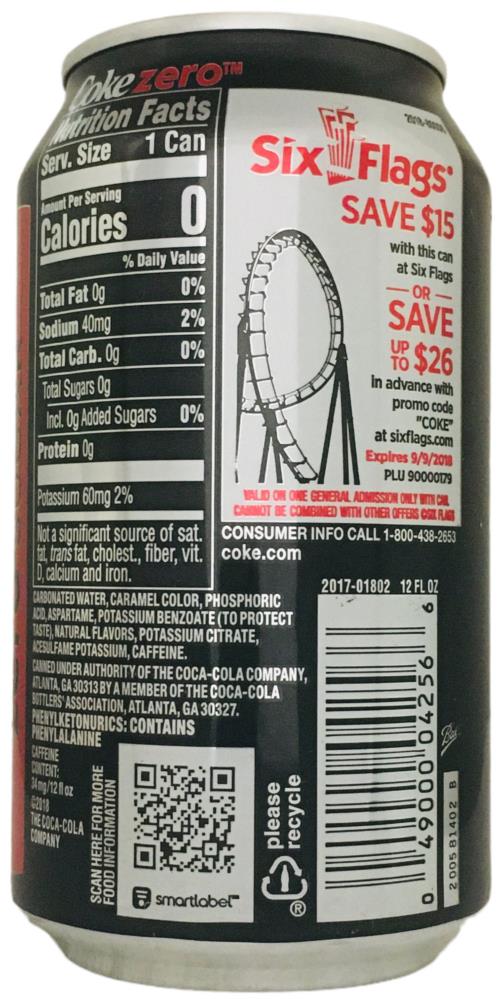 Coke zero™
Nutrition Facts
Serv. Size 1 Can
Amount Per Serving
Calories 0
% Daily Value
Total Fat 0g 0%
Sodium 40mg 2%
Total Carb. 0g 0%
Total Sugars 0g
Incl. 0g Added Sugars 0%
Protein 0g
Potassium 60mg 2%
Not a significant source of sat.
fat, trans fat, cholest., fiber, vit.
D, calcium and iron.
CARBONATED WATER, CARAMEL COLOR, PHOSPHORIC
ACID, ASPARTAME, POTASSIUM BENZOATE (TO PROTECT
TASTE), NATURAL FLAVORS, POTASSIUM CITRATE,
ACESULFAME POTASSIUM, CAFFEINE.
CANNED UNDER AUTHORITY OF THE COCA-COLA COMPANY,
ATLANTA, GA 30313 BY A MEMBER OF THE COCA-COLA
BOTTLERS' ASSOCIATION, ATLANTA, GA 30327.
PHENYLKETONURICS: CONTAINS
PHENYLALANINE
CAFFEINE
CONTENT:
34 mg/12 fl oz
©2018
THE COCA-COLA
COMPANY
SCAN HERE FOR MORE
FOOD INFORMATION
smartlabel™
please
recycle
®
Six Flags
SAVE $15
with this can
at Six Flags
OR
SAVE
UP TO $26
in advance with
promo code
"COKE"
at sixflags.com
Expires 9/9/2018
PLU 90000179
VALID ON ONE GENERAL ADMISSION ONLY WITH CAN.
CANNOT BE COMBINED WITH OTHER OFFERS ©SIX FLAGS
CONSUMER INFO CALL 1-800-438-2653
coke.com
2017-01802 12 FL OZ
0 49000 04256 6
2 005 81402 B